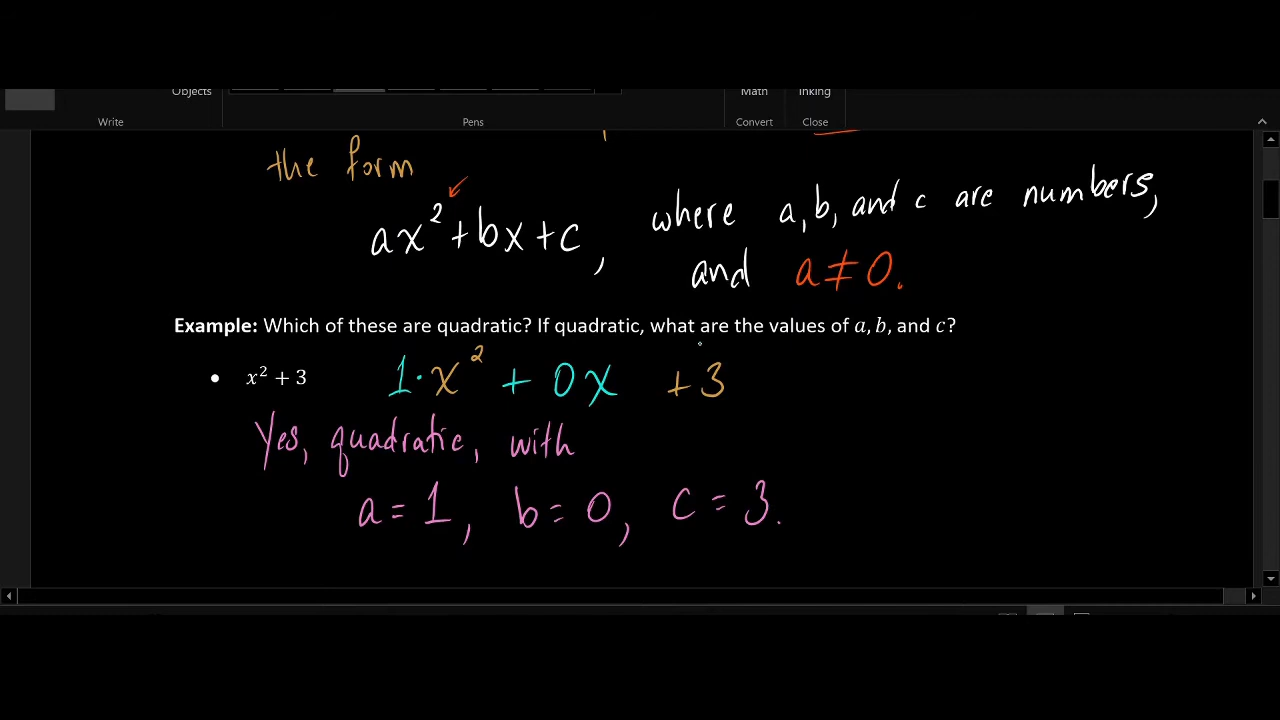 Objects
Math
Inking
Write
Pens
Convert
Close
the form
ax² + bx + c, where a, b, and c are numbers,
and a ≠ 0.
Example: Which of these are quadratic? If quadratic, what are the values of a, b, and c?
• x² + 3 1·x² + 0x + 3
Yes, quadratic, with
a = 1, b = 0, c = 3.